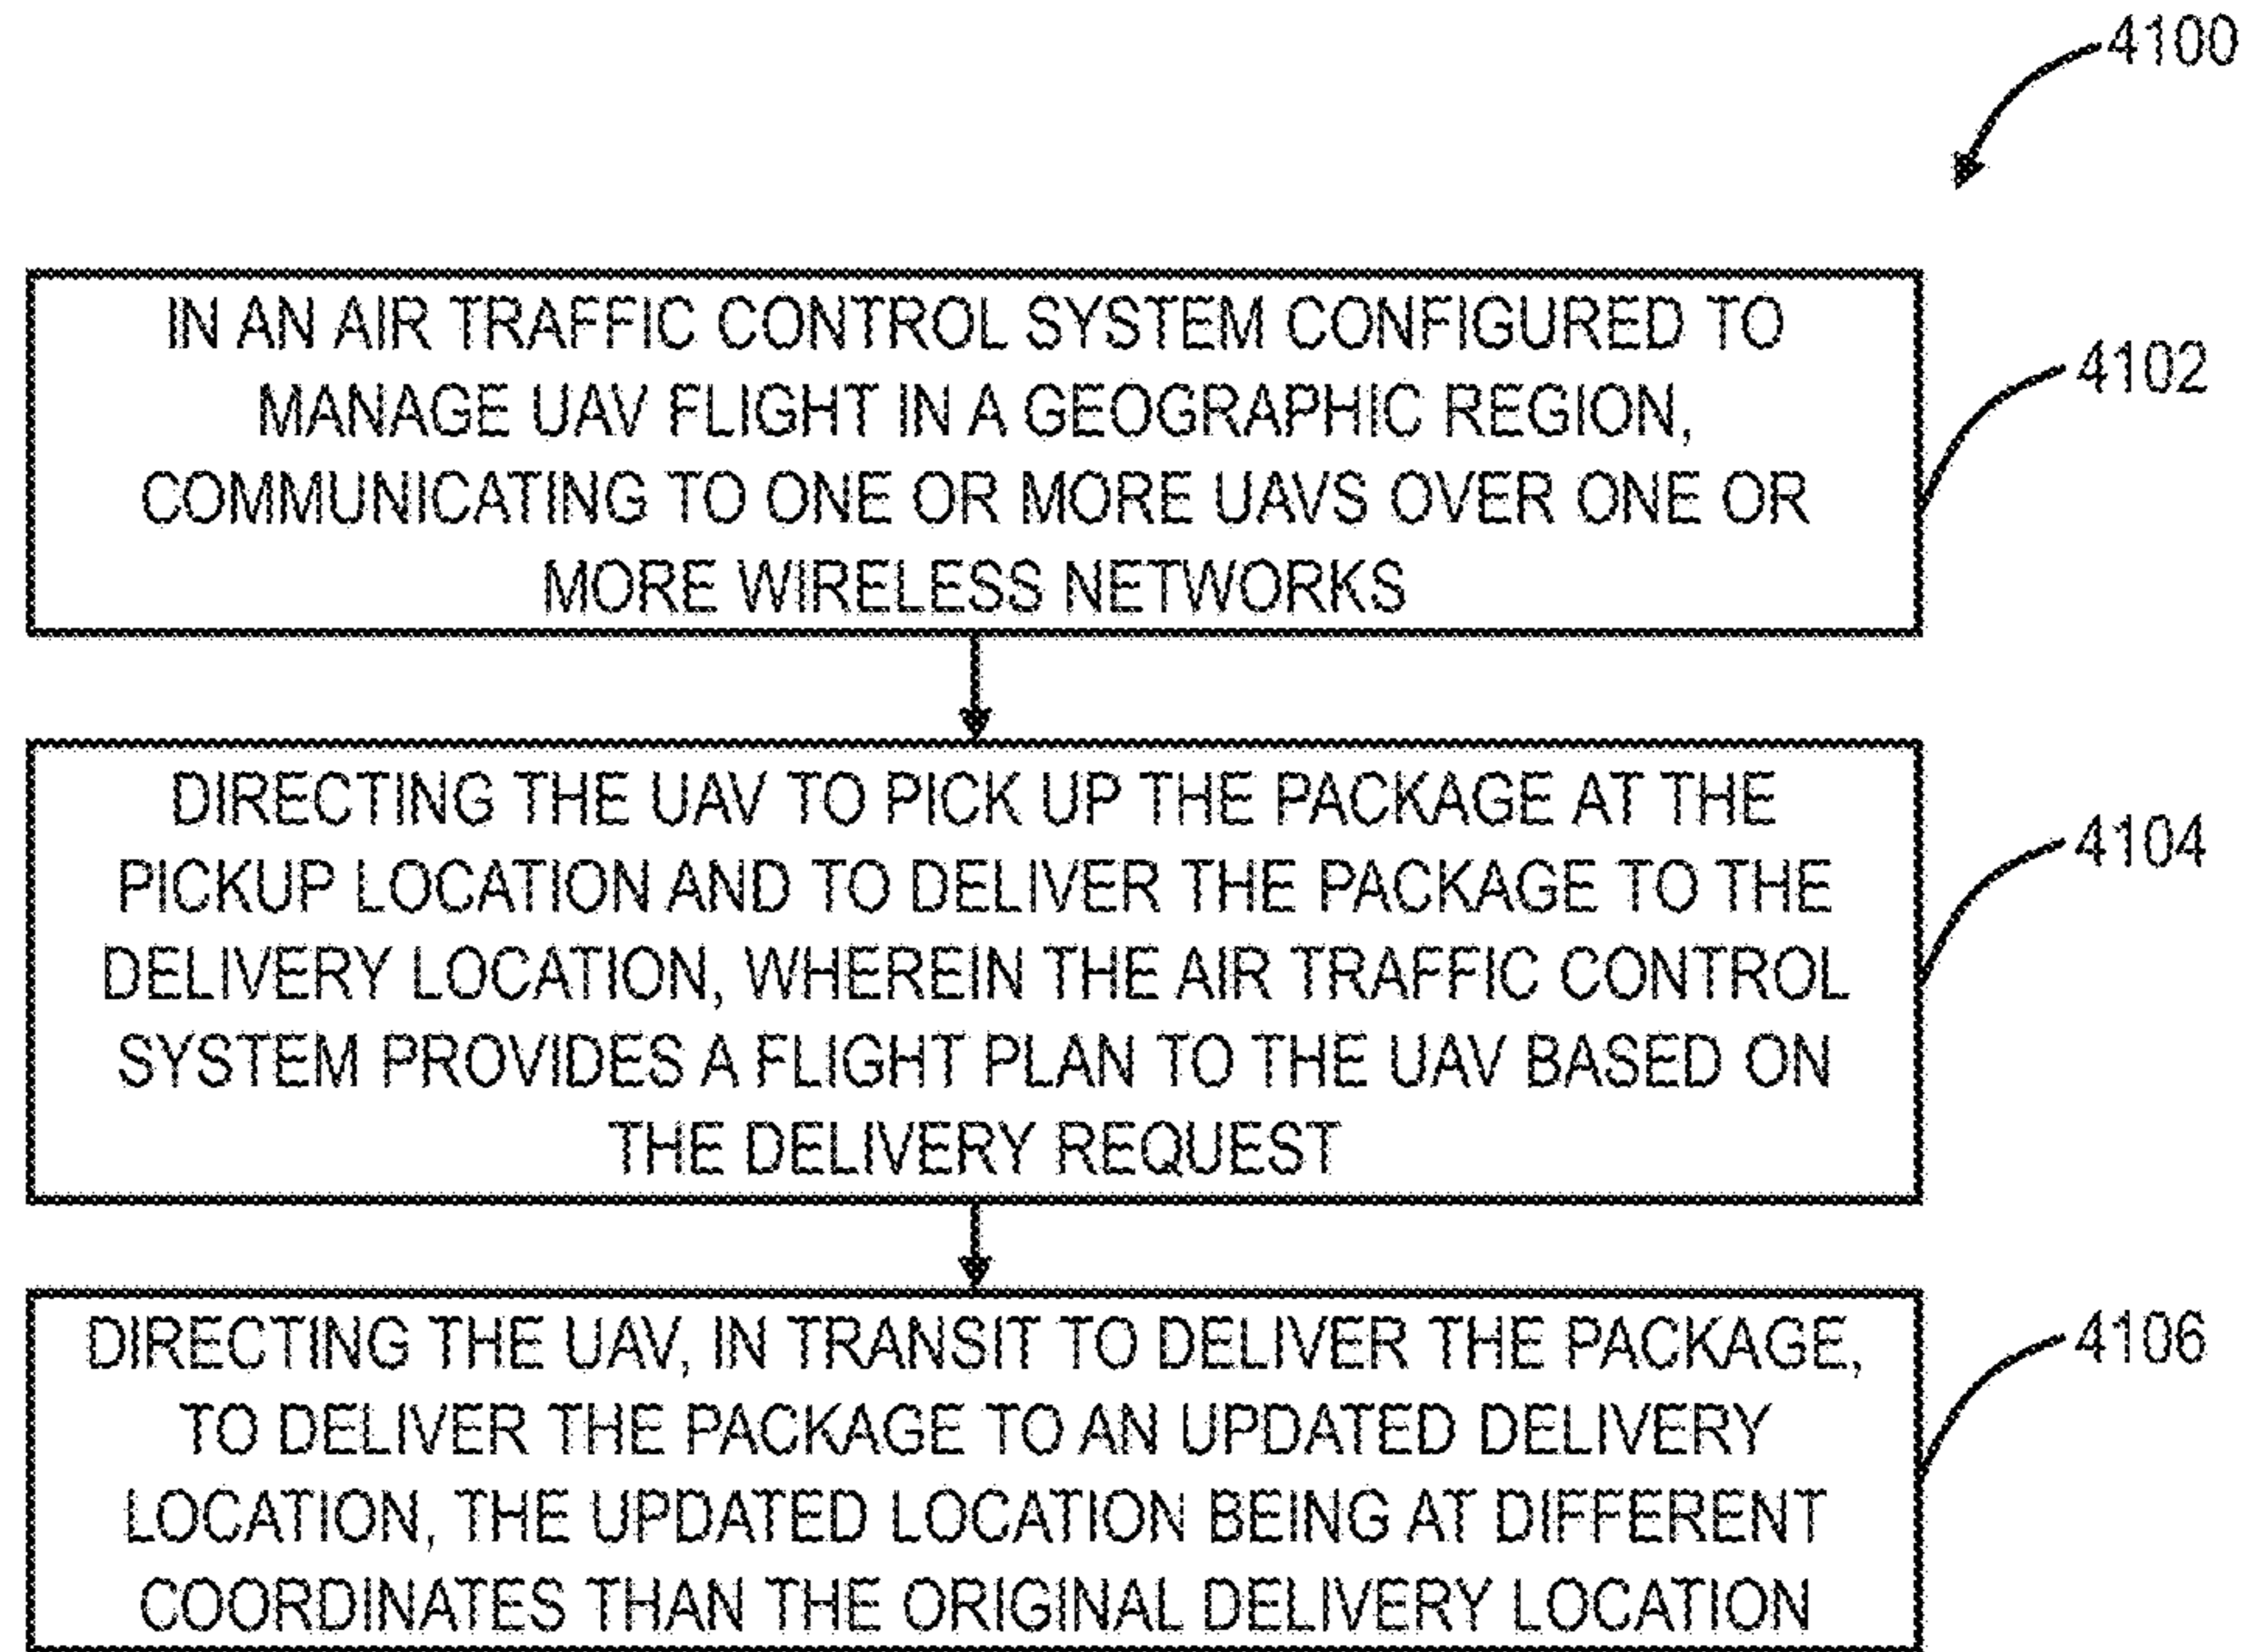 4100
IN AN AIR TRAFFIC CONTROL SYSTEM CONFIGURED TO
MANAGE UAV FLIGHT IN A GEOGRAPHIC REGION,
COMMUNICATING TO ONE OR MORE UAVS OVER ONE OR
MORE WIRELESS NETWORKS
4102
DIRECTING THE UAV TO PICK UP THE PACKAGE AT THE
PICKUP LOCATION AND TO DELIVER THE PACKAGE TO THE
DELIVERY LOCATION, WHEREIN THE AIR TRAFFIC CONTROL
SYSTEM PROVIDES A FLIGHT PLAN TO THE UAV BASED ON
THE DELIVERY REQUEST
4104
DIRECTING THE UAV, IN TRANSIT TO DELIVER THE PACKAGE,
TO DELIVER THE PACKAGE TO AN UPDATED DELIVERY
LOCATION, THE UPDATED LOCATION BEING AT DIFFERENT
COORDINATES THAN THE ORIGINAL DELIVERY LOCATION
4106